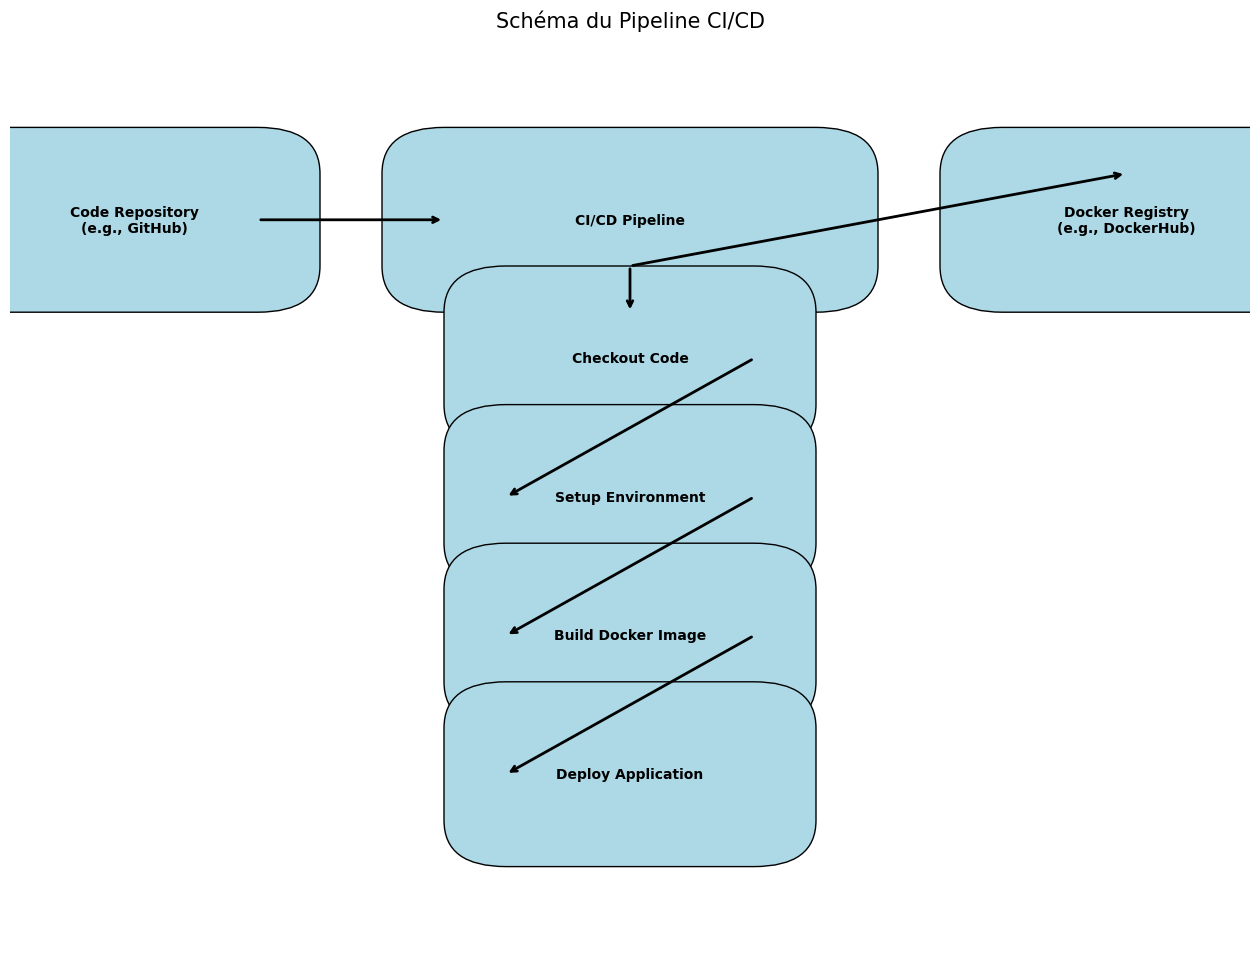 Schéma du Pipeline CI/CD
Code Repository
(e.g., GitHub)
CI/CD Pipeline
Docker Registry
(e.g., DockerHub)
Checkout Code
Setup Environment
Build Docker Image
Deploy Application